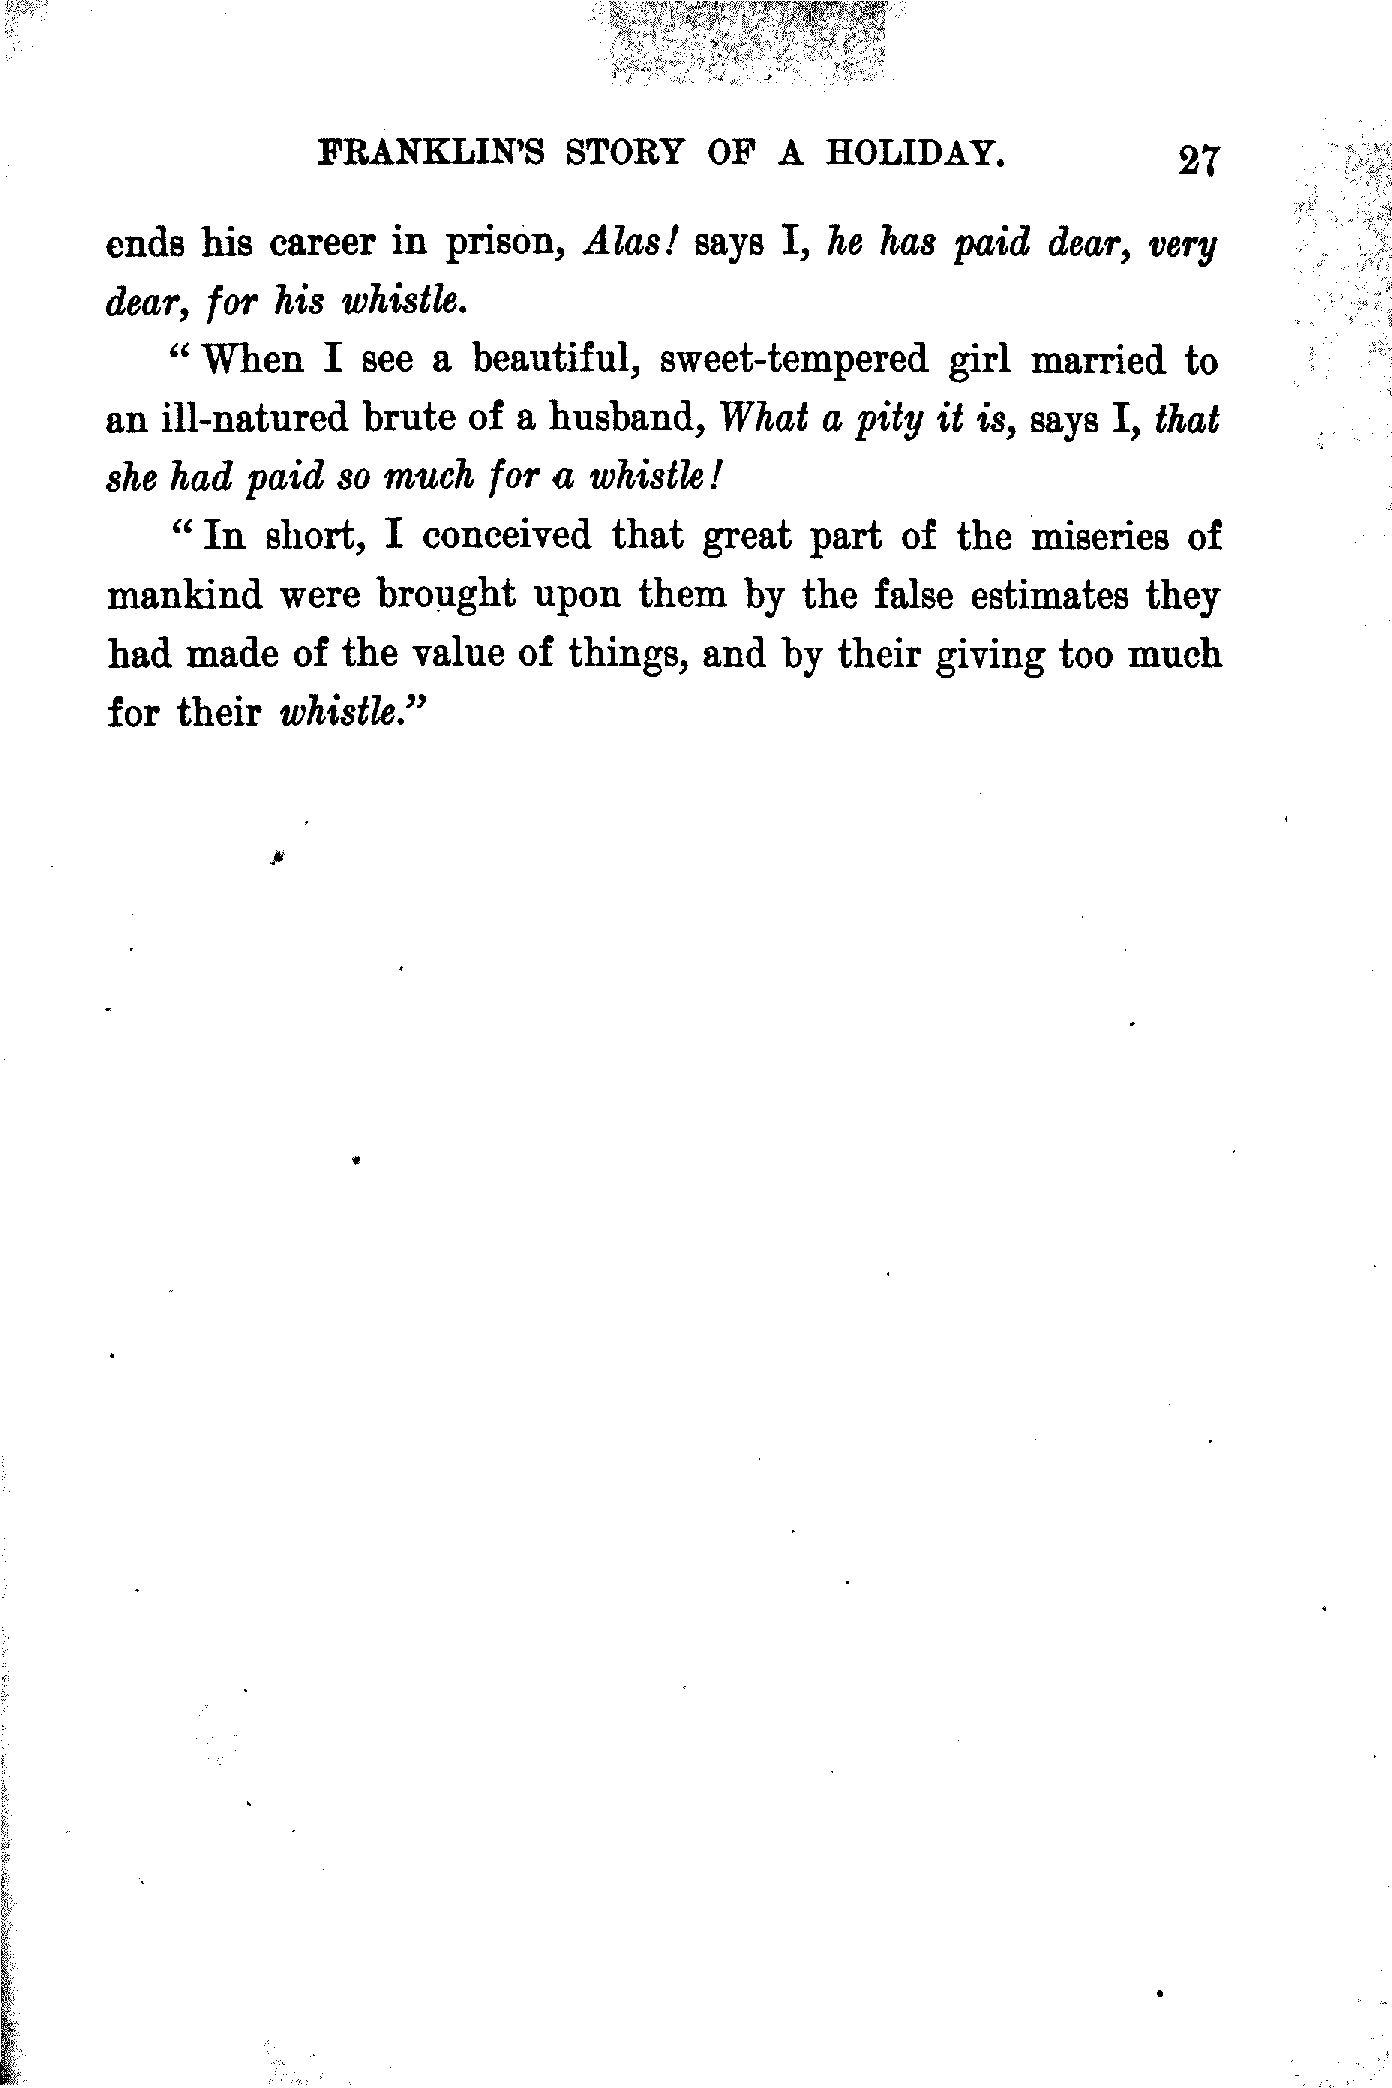 FRANKLIN'S STORY OF A HOLIDAY. 27
ends his career in prison, Alas! says I, he has paid dear, very
dear, for his whistle.
“When I see a beautiful, sweet-tempered girl married to
an ill-natured brute of a husband, What a pity it is, says I, that
she had paid so much for a whistle!
“In short, I conceived that great part of the miseries of
mankind were brought upon them by the false estimates they
had made of the value of things, and by their giving too much
for their whistle.”